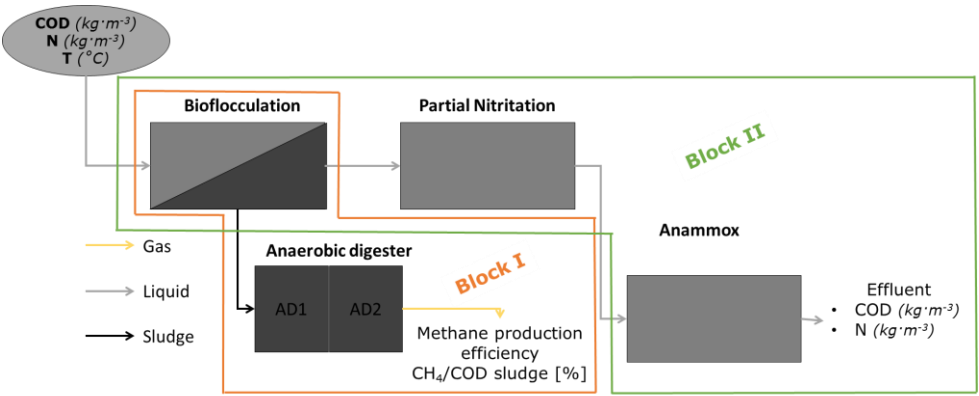 COD (kg·m⁻³)
N (kg·m⁻³)
T (°C)
Bioflocculation
Partial Nitritation
Block II
Anammox
Gas
Liquid
Sludge
Anaerobic digester
AD1
AD2
Block I
Methane production
efficiency
CH₄/COD sludge [%]
Effluent
• COD (kg·m⁻³)
• N (kg·m⁻³)